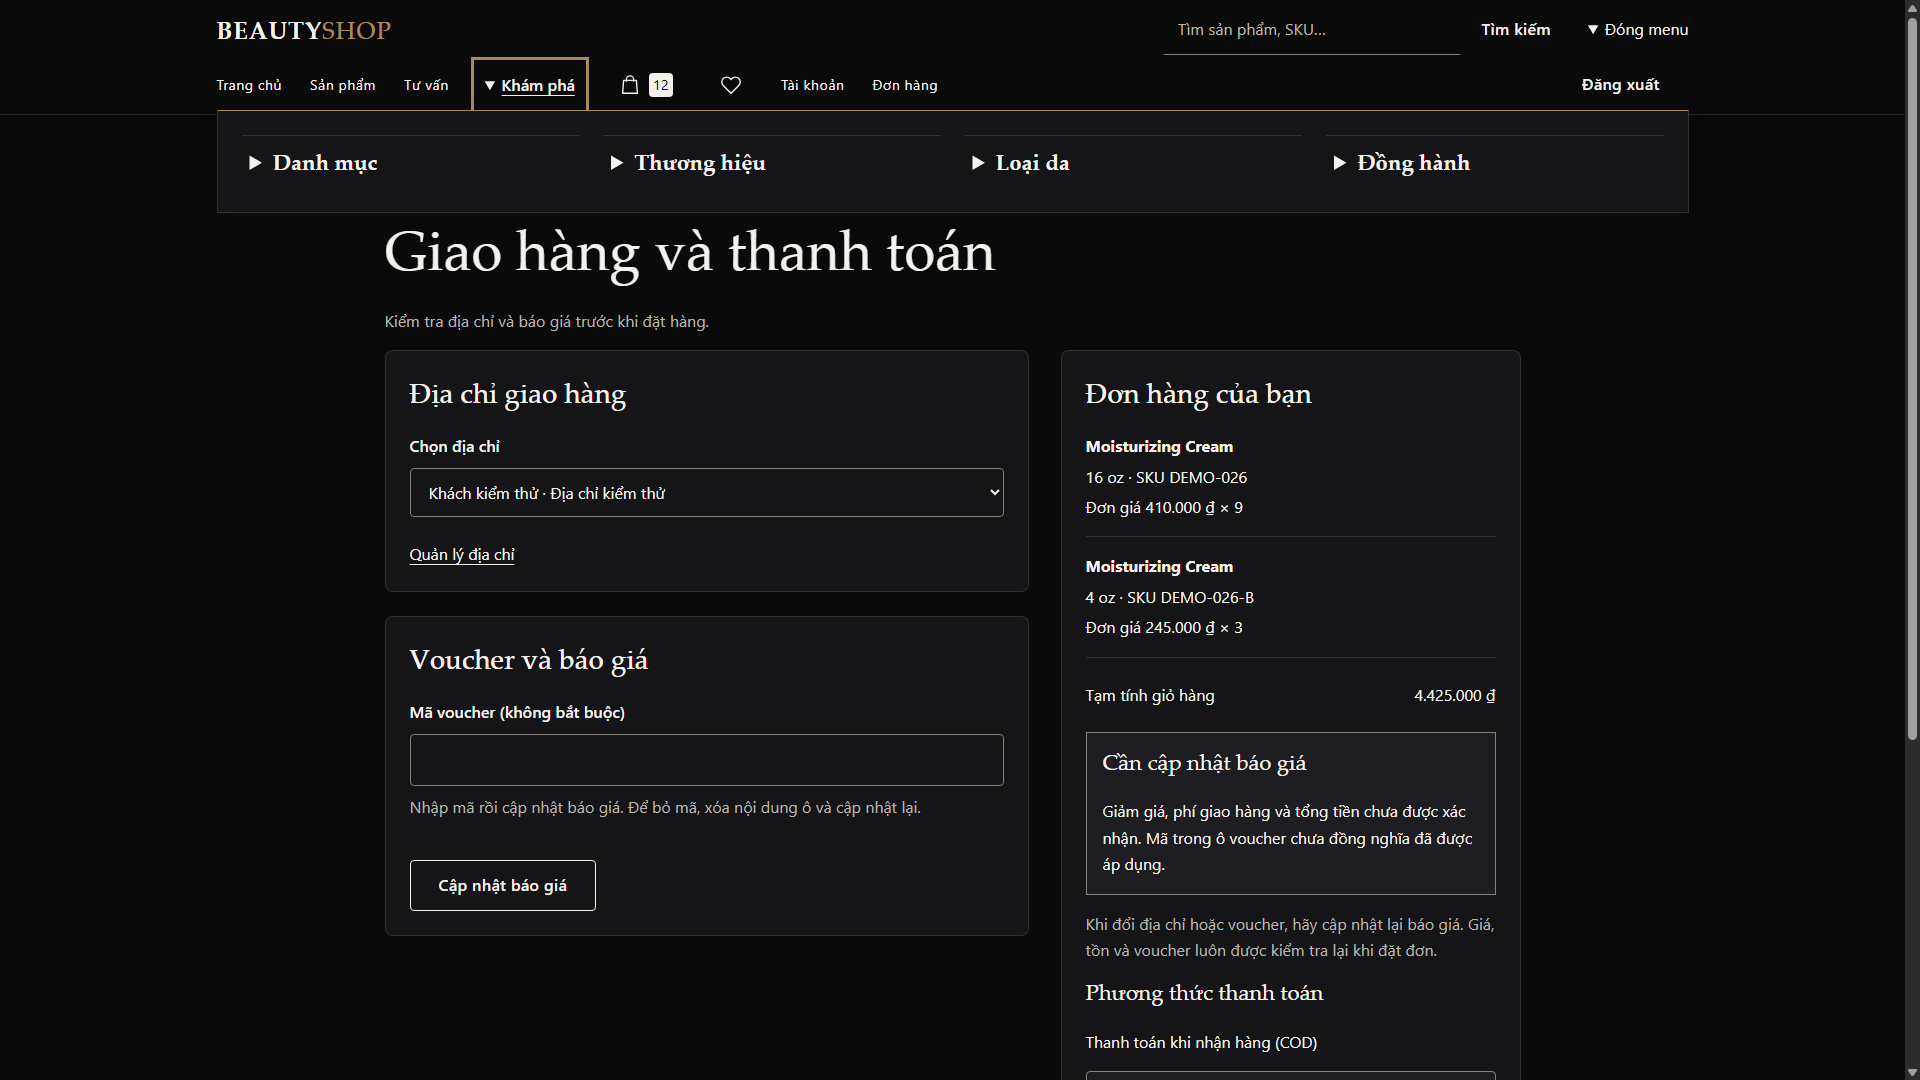 BEAUTYSHOP
Tìm sản phẩm, SKU...
Tìm kiếm
▼ Đóng menu
Trang chủ
Sản phẩm
Tư vấn
▼ Khám phá
12
Tài khoản
Đơn hàng
Đăng xuất
▶ Danh mục
▶ Thương hiệu
▶ Loại da
▶ Đồng hành
Giao hàng và thanh toán
Kiểm tra địa chỉ và báo giá trước khi đặt hàng.
Địa chỉ giao hàng
Chọn địa chỉ
Khách kiểm thử · Địa chỉ kiểm thử
Quản lý địa chỉ
Voucher và báo giá
Mã voucher (không bắt buộc)
Nhập mã rồi cập nhật báo giá. Để bỏ mã, xóa nội dung ô và cập nhật lại.
Cập nhật báo giá
Đơn hàng của bạn
Moisturizing Cream
16 oz · SKU DEMO-026
Đơn giá 410.000 ₫ × 9
Moisturizing Cream
4 oz · SKU DEMO-026-B
Đơn giá 245.000 ₫ × 3
Tạm tính giỏ hàng 4.425.000 ₫
Cần cập nhật báo giá
Giảm giá, phí giao hàng và tổng tiền chưa được xác
nhận. Mã trong ô voucher chưa đồng nghĩa đã được
áp dụng.
Khi đổi địa chỉ hoặc voucher, hãy cập nhật lại báo giá. Giá,
tồn và voucher luôn được kiểm tra lại khi đặt đơn.
Phương thức thanh toán
Thanh toán khi nhận hàng (COD)